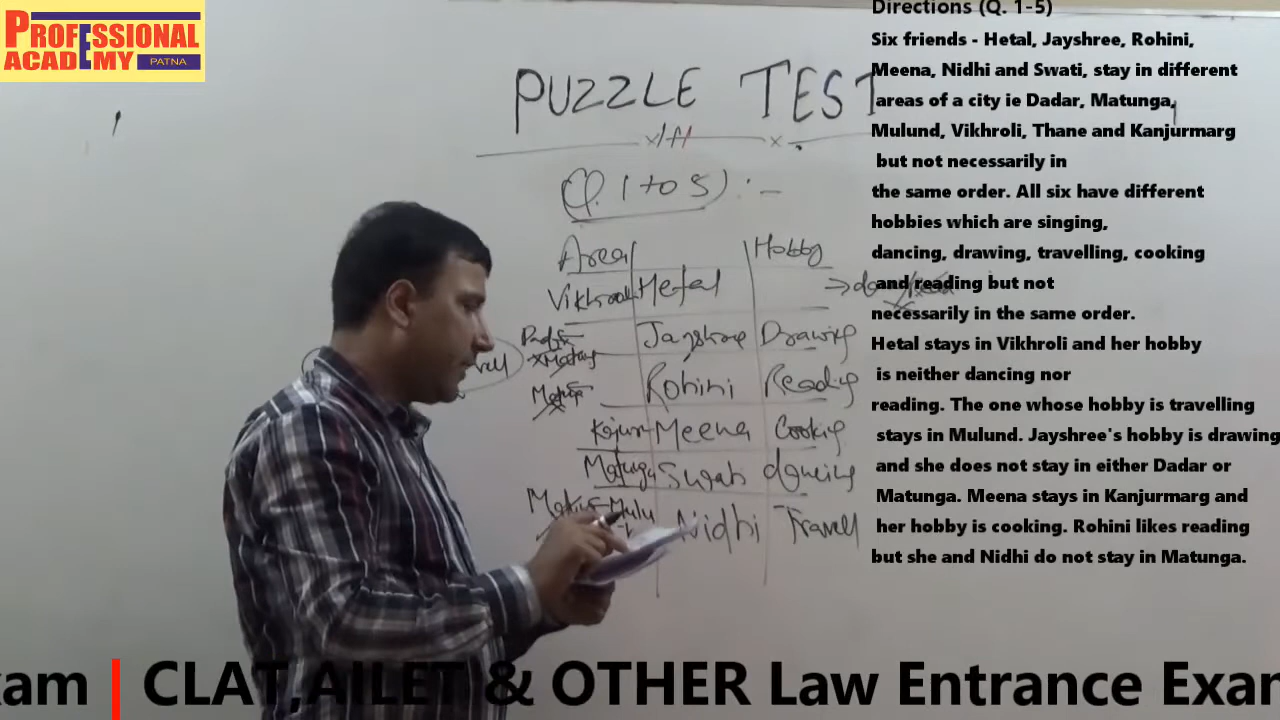 PROFESSIONAL
ACADEMY PATNA
PUZZLE TEST
(Q. 1 to 5) :-
Area Hobby
Hetal
Jayshree Drawing
Rohini Reading
Meena Cooking
Swati dancing
Nidhi Travell
Directions (Q. 1-5)
Six friends - Hetal, Jayshree, Rohini,
Meena, Nidhi and Swati, stay in different
areas of a city ie Dadar, Matunga,
Mulund, Vikhroli, Thane and Kanjurmarg
but not necessarily in
the same order. All six have different
hobbies which are singing,
dancing, drawing, travelling, cooking
and reading but not
necessarily in the same order.
Hetal stays in Vikhroli and her hobby
is neither dancing nor
reading. The one whose hobby is travelling
stays in Mulund. Jayshree's hobby is drawing
and she does not stay in either Dadar or
Matunga. Meena stays in Kanjurmarg and
her hobby is cooking. Rohini likes reading
but she and Nidhi do not stay in Matunga.
xam | CLAT,AILET & OTHER Law Entrance Exan